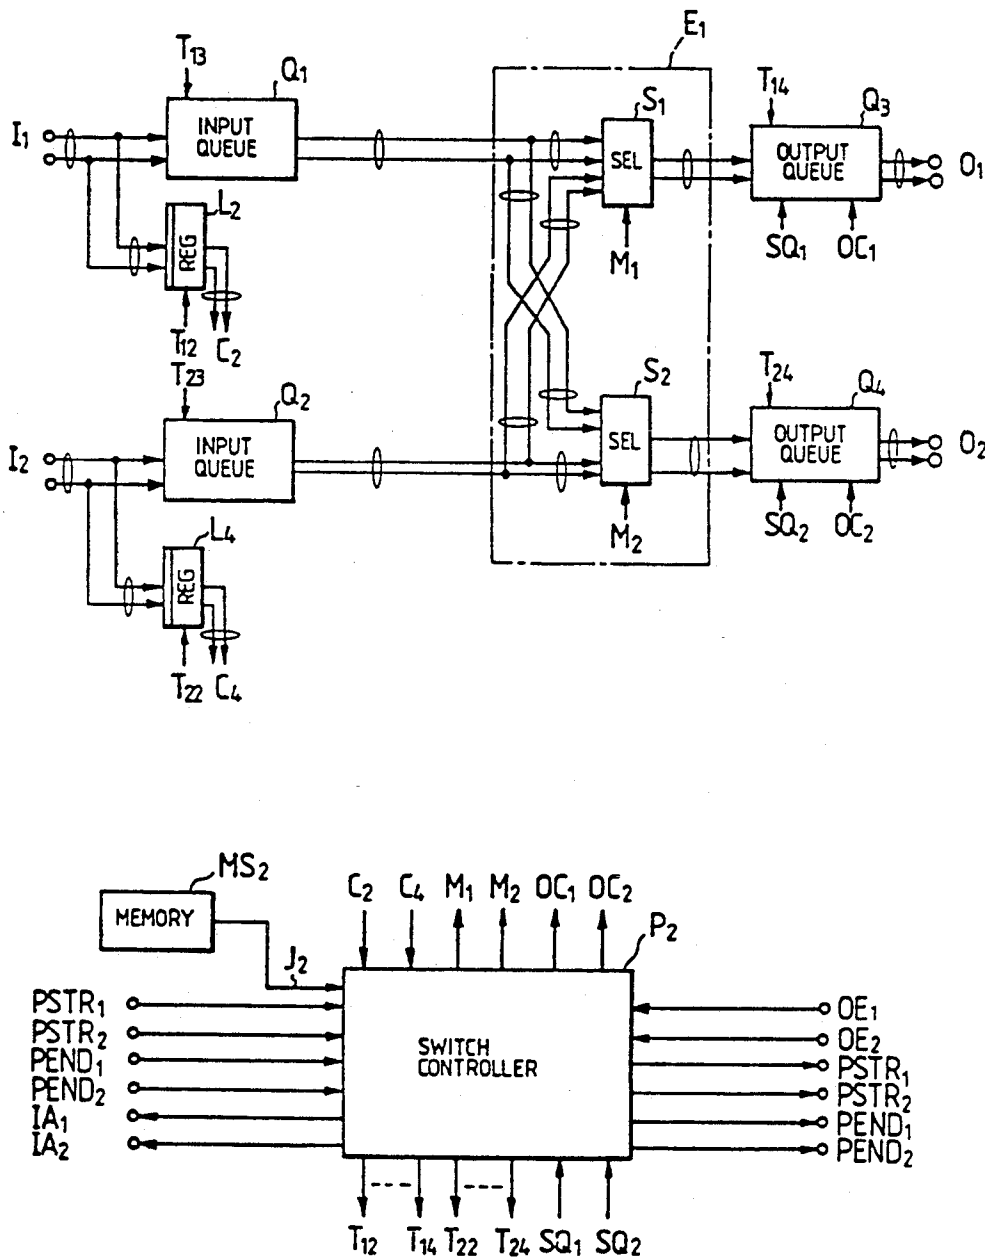 E₁
T₁₃ Q₁ S₁ T₁₄ Q₃
I₁ INPUT QUEUE SEL OUTPUT QUEUE O₁
L₂
REG
M₁ SQ₁ OC₁
T₁₂ C₂
T₂₃ Q₂ S₂ T₂₄ Q₄
I₂ INPUT QUEUE SEL OUTPUT QUEUE O₂
L₄
REG
M₂ SQ₂ OC₂
T₂₂ C₄
MS₂
MEMORY
C₂ C₄ M₁ M₂ OC₁ OC₂
P₂
J₂
PSTR₁
PSTR₂
PEND₁
PEND₂
IA₁
IA₂
SWITCH
CONTROLLER
OE₁
OE₂
PSTR₁
PSTR₂
PEND₁
PEND₂
T₁₂ T₁₄ T₂₂ T₂₄ SQ₁ SQ₂